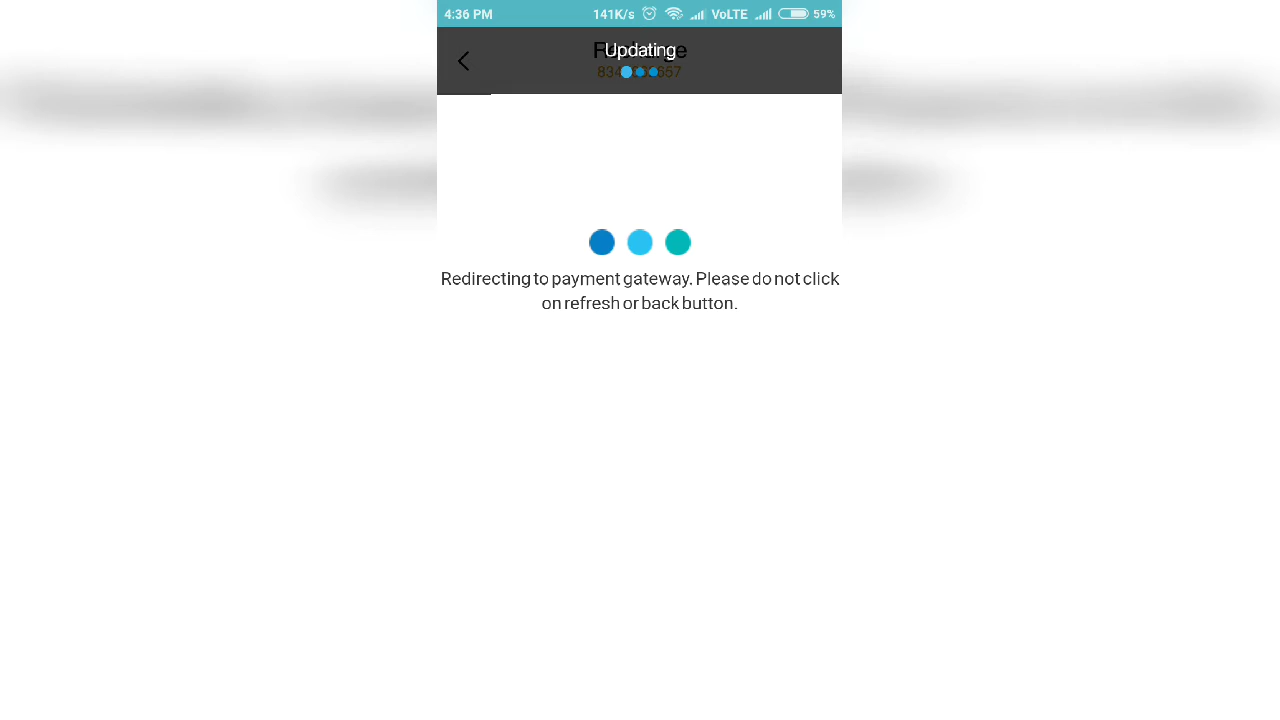 4:36 PM 141K/s VoLTE 59%
Updating
Redirecting to payment gateway. Please do not click
on refresh or back button.